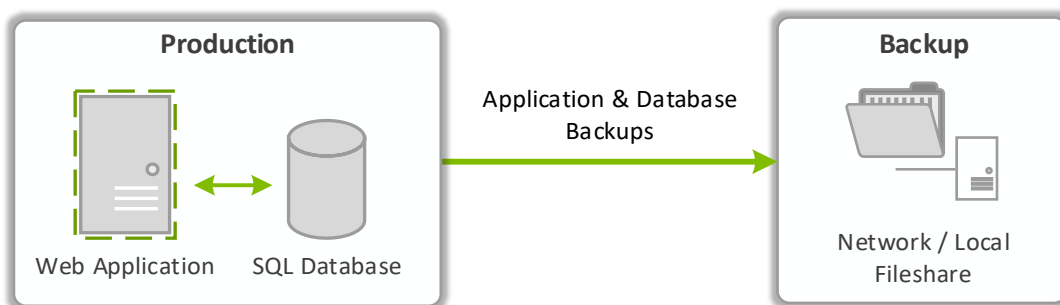 Production
Web Application
SQL Database
Application & Database
Backups
Backup
Network / Local
Fileshare